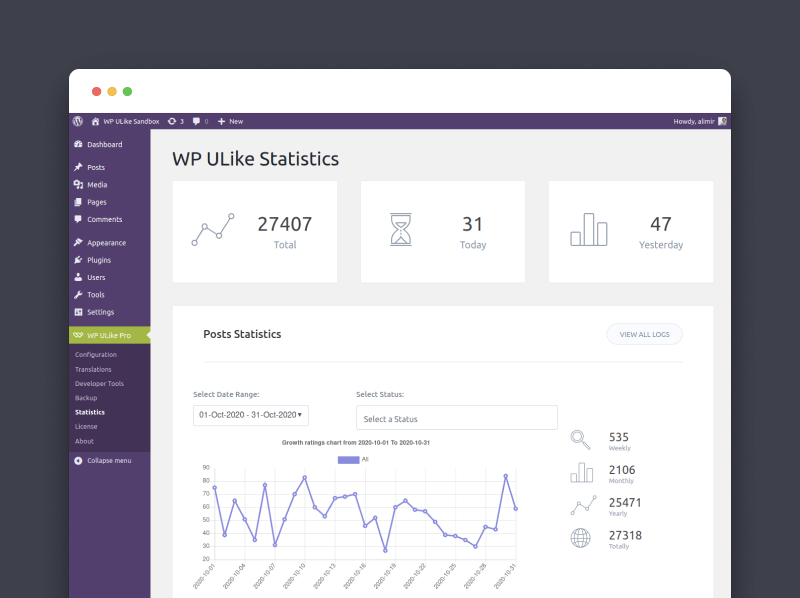 WP ULike Sandbox 3 0 New Howdy, alimir
Dashboard
Posts
Media
Pages
Comments
Appearance
Plugins
Users
Tools
Settings
WP ULike Pro
Configuration
Translations
Developer Tools
Backup
Statistics
License
About
Collapse menu
WP ULike Statistics
27407
Total
31
Today
47
Yesterday
Posts Statistics
VIEW ALL LOGS
Select Date Range:
01-Oct-2020 - 31-Oct-2020
Select Status:
Select a Status
Growth ratings chart from 2020-10-01 To 2020-10-31
All
90
80
70
60
50
40
30
20
2020-10-01 2020-10-04 2020-10-07 2020-10-10 2020-10-13 2020-10-16 2020-10-19 2020-10-22 2020-10-25 2020-10-28 2020-10-31
535
Weekly
2106
Monthly
25471
Yearly
27318
Totally